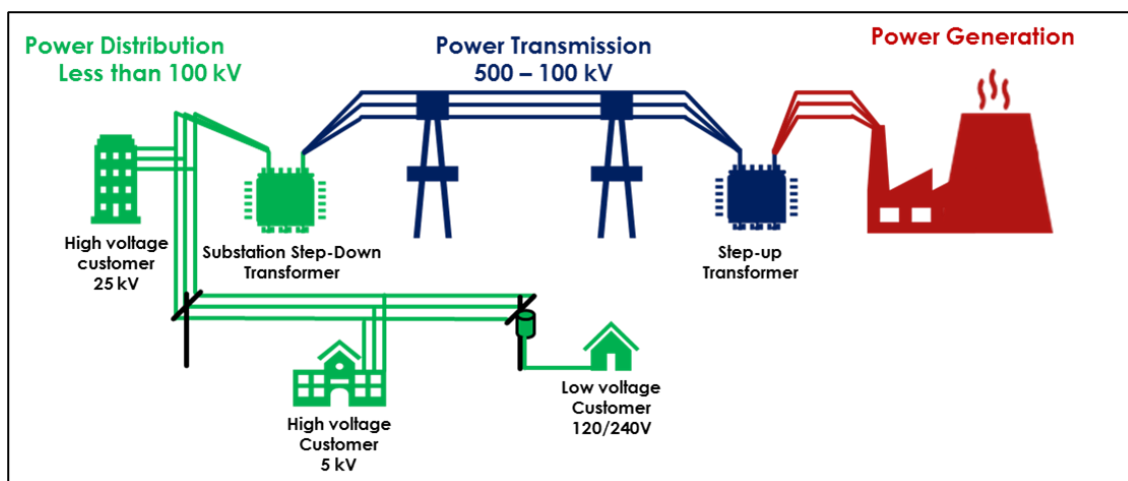 Power Distribution
Less than 100 kV
Power Transmission
500 – 100 kV
Power Generation
High voltage
customer
25 kV
Substation Step-Down
Transformer
Step-up
Transformer
High voltage
Customer
5 kV
Low voltage
Customer
120/240V